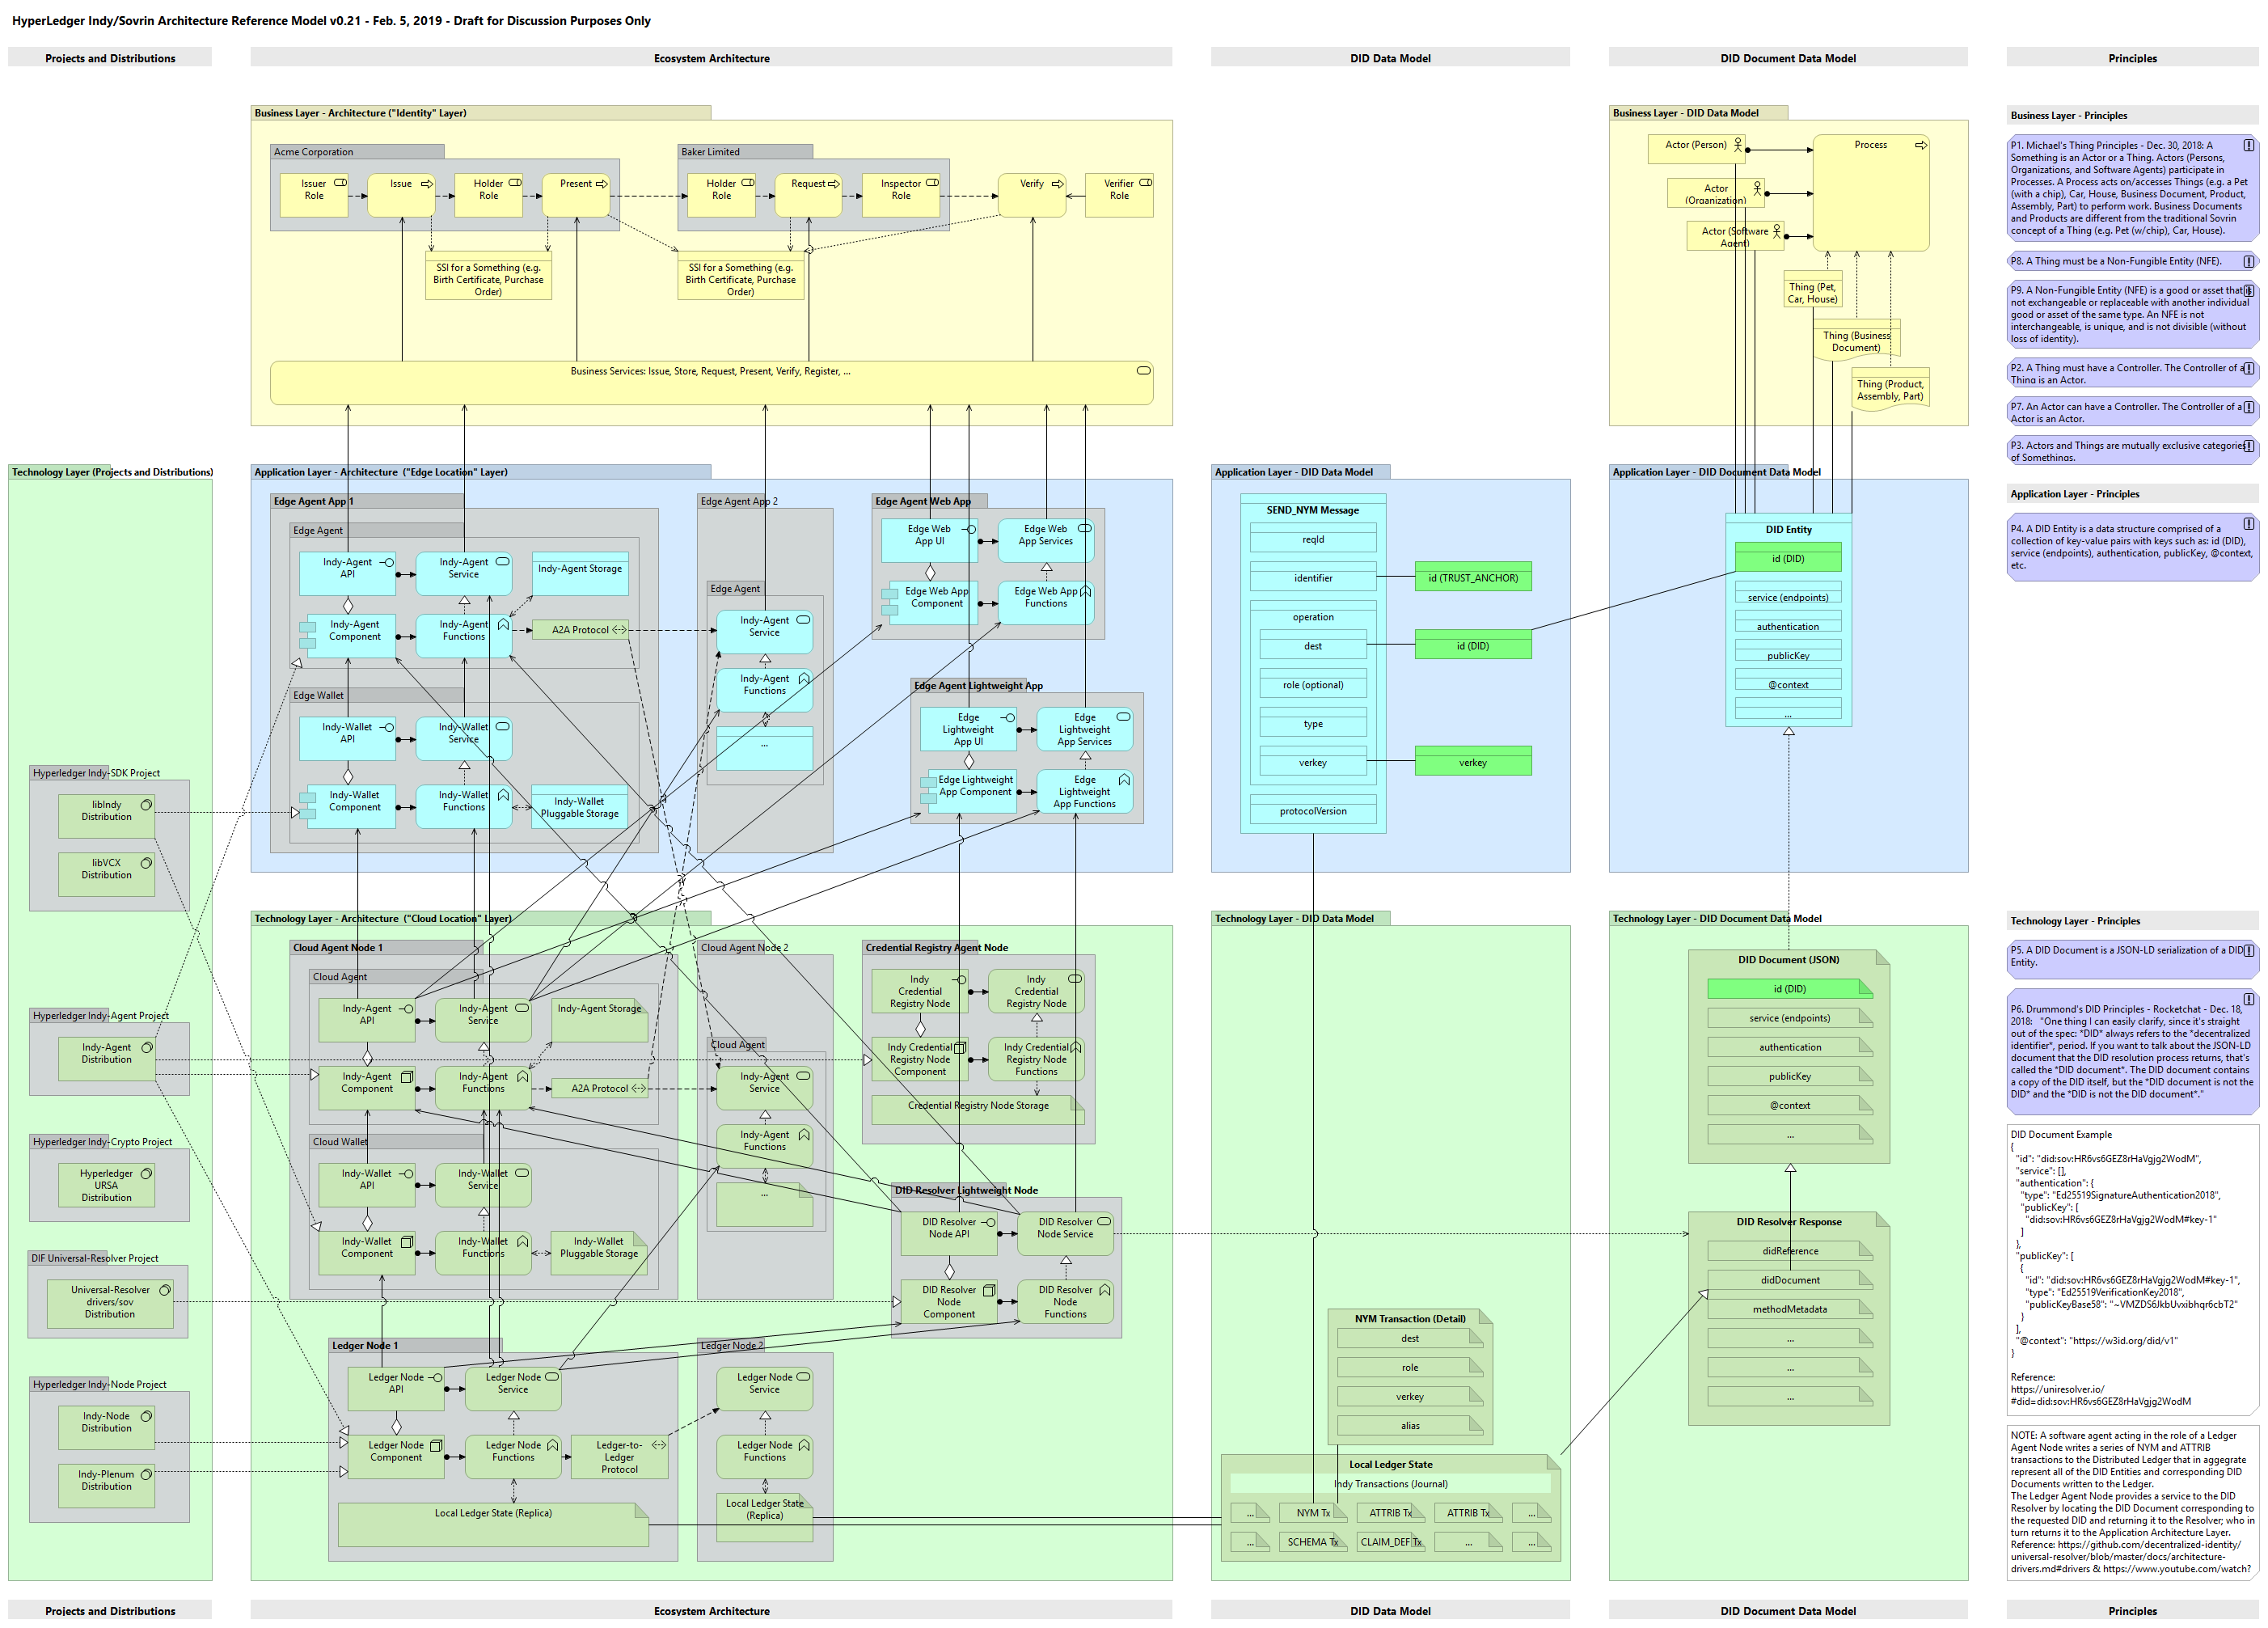 HyperLedger Indy/Sovrin Architecture Reference Model v0.21 - Feb. 5, 2019 - Draft for Discussion Purposes Only
Projects and Distributions
Ecosystem Architecture
DID Data Model
DID Document Data Model
Principles
Technology Layer (Projects and Distributions)
Hyperledger Indy-SDK Project
libIndy
Distribution
libVCX
Distribution
Hyperledger Indy-Agent Project
Indy-Agent
Distribution
Hyperledger Indy-Crypto Project
Hyperledger
URSA
Distribution
DIF Universal-Resolver Project
Universal-Resolver
drivers/sov
Distribution
Hyperledger Indy-Node Project
Indy-Node
Distribution
Indy-Plenum
Distribution
Business Layer - Architecture ("Identity" Layer)
Acme Corporation
Issuer
Role
Issue
Holder
Role
Present
Baker Limited
Holder
Role
Request
Inspector
Role
Verify
Verifier
Role
SSI for a Something (e.g.
Birth Certificate, Purchase
Order)
SSI for a Something (e.g.
Birth Certificate, Purchase
Order)
Business Services: Issue, Store, Request, Present, Verify, Register, ...
Application Layer - Architecture ("Edge Location" Layer)
Edge Agent App 1
Edge Agent
Indy-Agent
API
Indy-Agent
Service
Indy-Agent Storage
Indy-Agent
Component
Indy-Agent
Functions
A2A Protocol
Edge Wallet
Indy-Wallet
API
Indy-Wallet
Service
Indy-Wallet
Component
Indy-Wallet
Functions
Indy-Wallet
Pluggable Storage
Edge Agent App 2
Edge Agent
Indy-Agent
Service
Indy-Agent
Functions
...
Edge Agent Web App
Edge Web
App UI
Edge Web
App Services
Edge Web App
Component
Edge Web App
Functions
Edge Agent Lightweight App
Edge
Lightweight
App UI
Edge
Lightweight
App Services
Edge Lightweight
App Component
Edge
Lightweight
App Functions
Technology Layer - Architecture ("Cloud Location" Layer)
Cloud Agent Node 1
Cloud Agent
Indy-Agent
API
Indy-Agent
Service
Indy-Agent Storage
Indy-Agent
Component
Indy-Agent
Functions
A2A Protocol
Cloud Wallet
Indy-Wallet
API
Indy-Wallet
Service
Indy-Wallet
Component
Indy-Wallet
Functions
Indy-Wallet
Pluggable Storage
Cloud Agent Node 2
Cloud Agent
Indy-Agent
Service
Indy-Agent
Functions
...
Credential Registry Agent Node
Indy
Credential
Registry Node
Indy
Credential
Registry Node
Indy Credential
Registry Node
Component
Indy Credential
Registry Node
Functions
Credential Registry Node Storage
DID Resolver Lightweight Node
DID Resolver
Node API
DID Resolver
Node Service
DID Resolver
Node
Component
DID Resolver
Node
Functions
Ledger Node 1
Ledger Node
API
Ledger Node
Service
Ledger Node
Component
Ledger Node
Functions
Ledger-to-
Ledger
Protocol
Local Ledger State (Replica)
Ledger Node 2
Ledger Node
Service
Ledger Node
Functions
Local Ledger State
(Replica)
Application Layer - DID Data Model
SEND_NYM Message
reqId
identifier
operation
dest
role (optional)
type
verkey
protocolVersion
id (TRUST_ANCHOR)
id (DID)
verkey
Technology Layer - DID Data Model
NYM Transaction (Detail)
dest
role
verkey
alias
Local Ledger State
Indy Transactions (Journal)
...
NYM Tx
ATTRIB Tx
ATTRIB Tx
...
...
SCHEMA Tx
CLAIM_DEF Tx
...
...
Business Layer - DID Data Model
Actor (Person)
Actor
(Organization)
Actor (Software
Agent)
Process
Thing (Pet,
Car, House)
Thing (Business
Document)
Thing (Product,
Assembly, Part)
Application Layer - DID Document Data Model
DID Entity
id (DID)
service (endpoints)
authentication
publicKey
@context
...
Technology Layer - DID Document Data Model
DID Document (JSON)
id (DID)
service (endpoints)
authentication
publicKey
@context
...
DID Resolver Response
didReference
didDocument
methodMetadata
...
...
...
Business Layer - Principles
P1. Michael's Thing Principles - Dec. 30, 2018: A
Something is an Actor or a Thing. Actors (Persons,
Organizations, and Software Agents) participate in
Processes. A Process acts on/accesses Things (e.g. a Pet
(with a chip), Car, House, Business Document, Product,
Assembly, Part) to perform work. Business Documents
and Products are different from the traditional Sovrin
concept of a Thing (e.g. Pet (w/chip), Car, House).
P8. A Thing must be a Non-Fungible Entity (NFE).
P9. A Non-Fungible Entity (NFE) is a good or asset that is
not exchangeable or replaceable with another individual
good or asset of the same type. An NFE is not
interchangeable, is unique, and is not divisible (without
loss of identity).
P2. A Thing must have a Controller. The Controller of a
Thing is an Actor.
P7. An Actor can have a Controller. The Controller of a
Actor is an Actor.
P3. Actors and Things are mutually exclusive categories
of Somethings.
Application Layer - Principles
P4. A DID Entity is a data structure comprised of a
collection of key-value pairs with keys such as: id (DID),
service (endpoints), authentication, publicKey, @context,
etc.
Technology Layer - Principles
P5. A DID Document is a JSON-LD serialization of a DID
Entity.
P6. Drummond's DID Principles - Rocketchat - Dec. 18,
2018: "One thing I can easily clarify, since it's straight
out of the spec: *DID* always refers to the *decentralized
identifier*, period. If you want to talk about the JSON-LD
document that the DID resolution process returns, that's
called the *DID document*. The DID document contains
a copy of the DID itself, but the *DID document is not the
DID* and the *DID is not the DID document*."
DID Document Example
{
"id": "did:sov:HR6vs6GEZ8rHaVgjg2WodM",
"service": [],
"authentication": {
"type": "Ed25519SignatureAuthentication2018",
"publicKey": [
"did:sov:HR6vs6GEZ8rHaVgjg2WodM#key-1"
]
},
"publicKey": [
{
"id": "did:sov:HR6vs6GEZ8rHaVgjg2WodM#key-1",
"type": "Ed25519VerificationKey2018",
"publicKeyBase58": "~VMZDS6JkbUvxibhqr6cbT2"
}
],
"@context": "https://w3id.org/did/v1"
}
Reference:
https://uniresolver.io/
#did=did:sov:HR6vs6GEZ8rHaVgjg2WodM
NOTE: A software agent acting in the role of a Ledger
Agent Node writes a series of NYM and ATTRIB
transactions to the Distributed Ledger that in aggegrate
represent all of the DID Entities and corresponding DID
Documents written to the Ledger.
The Ledger Agent Node provides a service to the DID
Resolver by locating the DID Document corresponding to
the requested DID and returning it to the Resolver; who in
turn returns it to the Application Architecture Layer.
Reference: https://github.com/decentralized-identity/
universal-resolver/blob/master/docs/architecture-
drivers.md#drivers & https://www.youtube.com/watch?
Projects and Distributions
Ecosystem Architecture
DID Data Model
DID Document Data Model
Principles